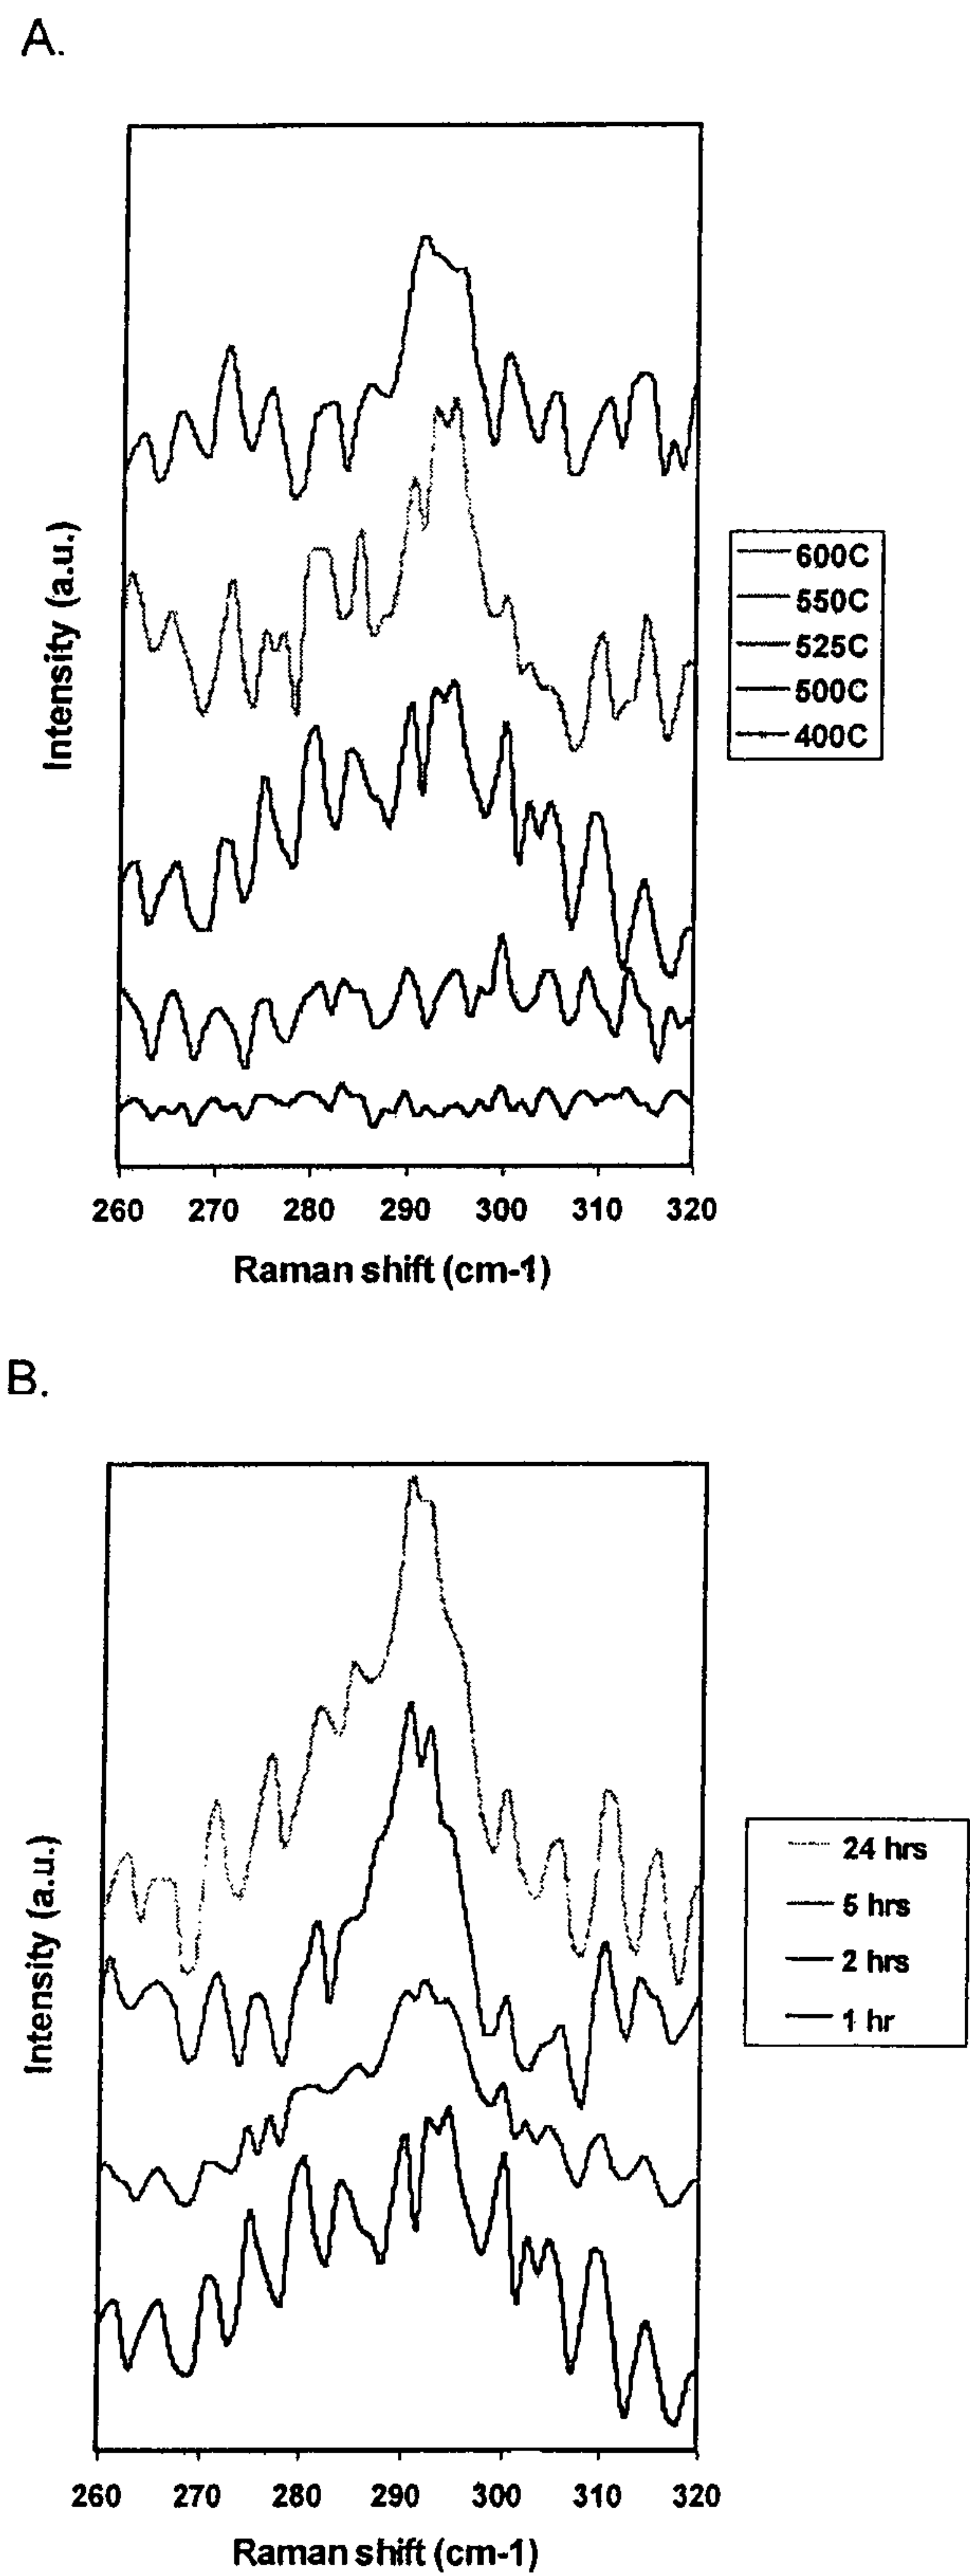 A.
Intensity (a.u.)
600C
550C
525C
500C
400C
260 270 280 290 300 310 320
Raman shift (cm-1)
B.
Intensity (a.u.)
24 hrs
5 hrs
2 hrs
1 hr
260 270 280 290 300 310 320
Raman shift (cm-1)